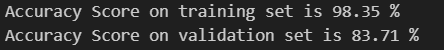 Accuracy Score on training set is 98.35 %
Accuracy Score on validation set is 83.71 %